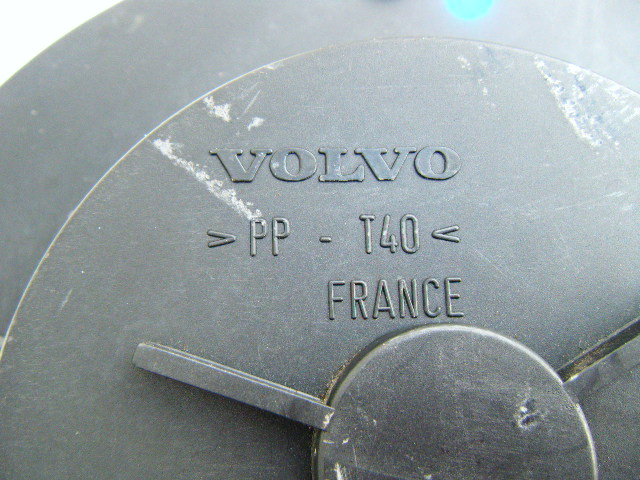 VOLVO
>PP - T40<
FRANCE